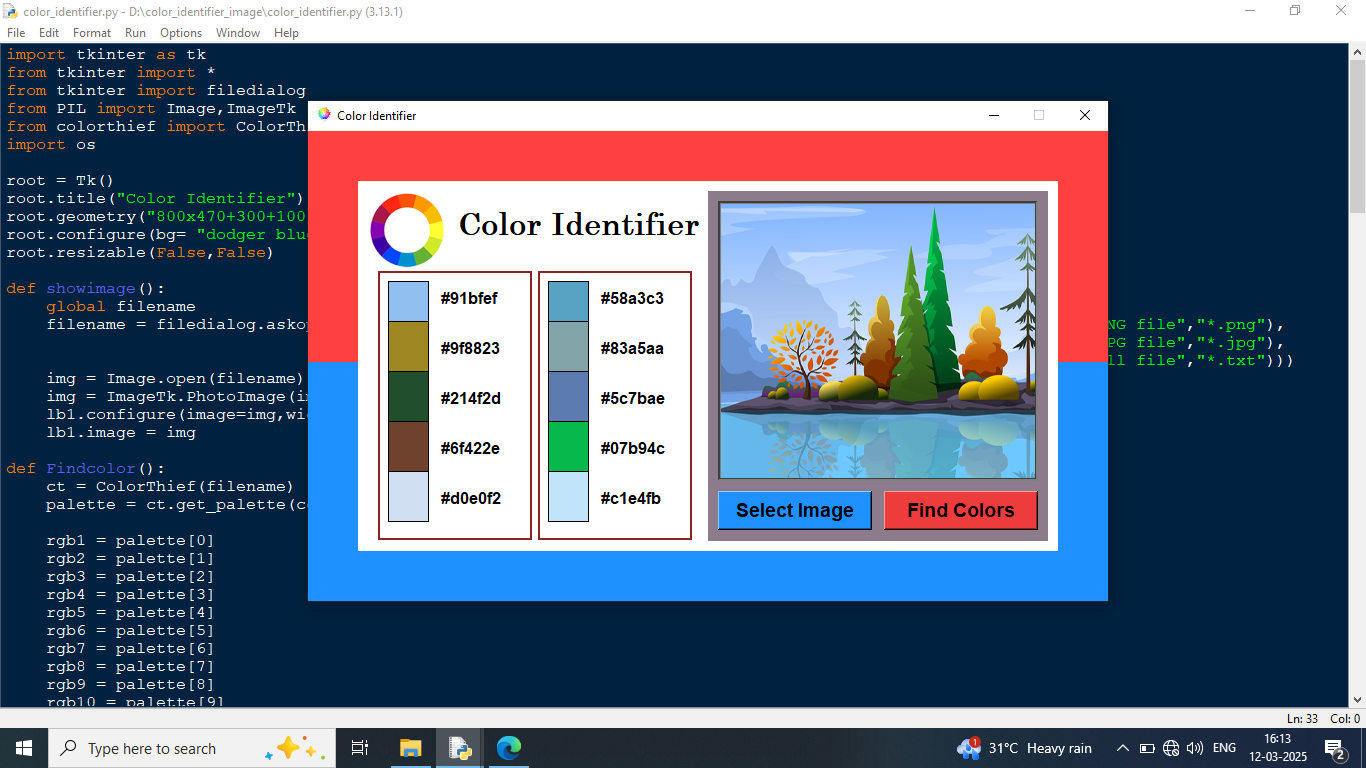 color_identifier.py - D:\color_identifier_image\color_identifier.py (3.13.1)
File Edit Format Run Options Window Help
import tkinter as tk
from tkinter import *
from tkinter import filedialog
from PIL import Image,ImageTk
from colorthief import ColorTh
import os
root = Tk()
root.title("Color Identifier")
root.geometry("800x470+300+100
root.configure(bg= "dodger blu
root.resizable(False,False)
def showimage():
global filename
filename = filedialog.askop
NG file","*.png"),
PG file","*.jpg"),
ll file","*.txt")))
img = Image.open(filename)
img = ImageTk.PhotoImage(im
lb1.configure(image=img,wid
lb1.image = img
def Findcolor():
ct = ColorThief(filename)
palette = ct.get_palette(co
rgb1 = palette[0]
rgb2 = palette[1]
rgb3 = palette[2]
rgb4 = palette[3]
rgb5 = palette[4]
rgb6 = palette[5]
rgb7 = palette[6]
rgb8 = palette[7]
rgb9 = palette[8]
rgb10 = palette[9]
Color Identifier
Color Identifier
#91bfef
#9f8823
#214f2d
#6f422e
#d0e0f2
#58a3c3
#83a5aa
#5c7bae
#07b94c
#c1e4fb
Select Image
Find Colors
Ln: 33 Col: 0
Type here to search
1
31°C Heavy rain
ENG
16:13
12-03-2025
2